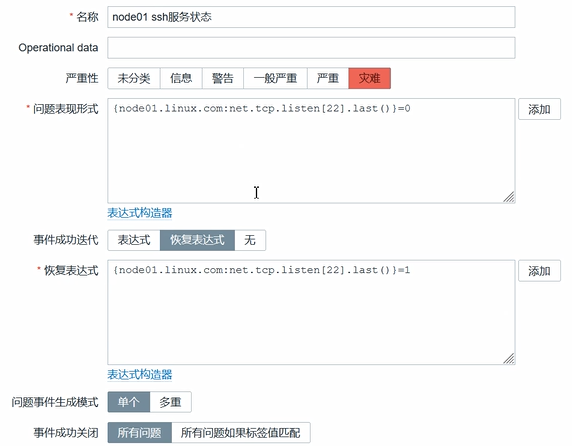 * 名称 node01 ssh服务状态
Operational data
严重性 未分类 信息 警告 一般严重 严重 灾难
* 问题表现形式 {node01.linux.com:net.tcp.listen[22].last()}=0 添加
表达式构造器
事件成功迭代 表达式 恢复表达式 无
* 恢复表达式 {node01.linux.com:net.tcp.listen[22].last()}=1 添加
表达式构造器
问题事件生成模式 单个 多重
事件成功关闭 所有问题 所有问题如果标签值匹配